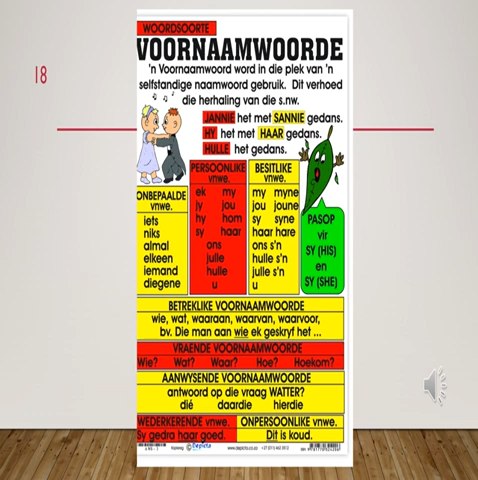 18
WOORDSOORTE
VOORNAAMWOORDE
'n Voornaamwoord word in die plek van 'n
selfstandige naamwoord gebruik. Dit verhoed
die herhaling van die s.nw.
JANNIE het met SANNIE gedans.
HY het met HAAR gedans.
HULLE het gedans.
ONBEPAALDE
vnwe.
iets
niks
almal
elkeen
iemand
diegene
PERSOONLIKE
vnwe.
ek my
jy jou
hy hom
sy haar
ons
julle
hulle
u
BESITLIKE
vnwe.
my myne
jou joune
sy syne
haar hare
ons s'n
hulle s'n
julle s'n
u
PASOP
vir
SY (HIS)
en
SY (SHE)
BETREKLIKE VOORNAAMWOORDE
wie, wat, waaraan, waarvan, waarvoor,
bv. Die man aan wie ek geskryf het ...
VRAENDE VOORNAAMWOORDE
Wie? Wat? Waar? Hoe? Hoekom?
AANWYSENDE VOORNAAMWOORDE
antwoord op die vraag WATTER?
dié daardie hierdie
WEDERKERENDE vnwe.
Sy gedra haar goed.
ONPERSOONLIKE vnwe.
Dit is koud.